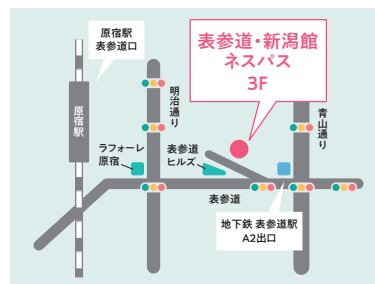 原宿駅
表参道口
表参道・新潟館
ネスパス
3F
明治通り
青山通り
原宿駅
ラフォーレ
原宿
表参道
ヒルズ
表参道
地下鉄 表参道駅
A2出口